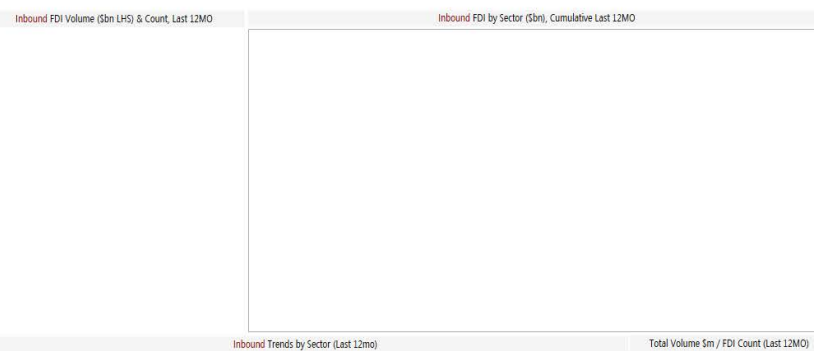 Inbound FDI Volume ($bn LHS) & Count, Last 12MO
Inbound FDI by Sector ($bn), Cumulative Last 12MO
Inbound Trends by Sector (Last 12mo)
Total Volume $m / FDI Count (Last 12MO)